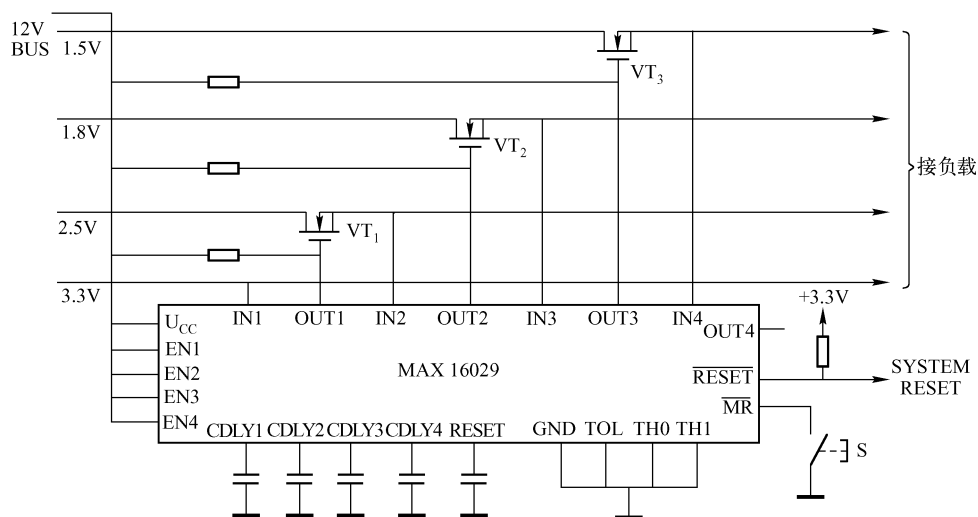 12V
BUS
1.5V
VT3
1.8V
VT2
接负载
2.5V
VT1
3.3V
+3.3V
IN1 OUT1 IN2 OUT2 IN3 OUT3 IN4
OUT4
UCC
EN1
EN2
EN3
EN4
MAX 16029
RESET
SYSTEM
RESET
MR
CDLY1 CDLY2 CDLY3 CDLY4 RESET GND TOL TH0 TH1
S